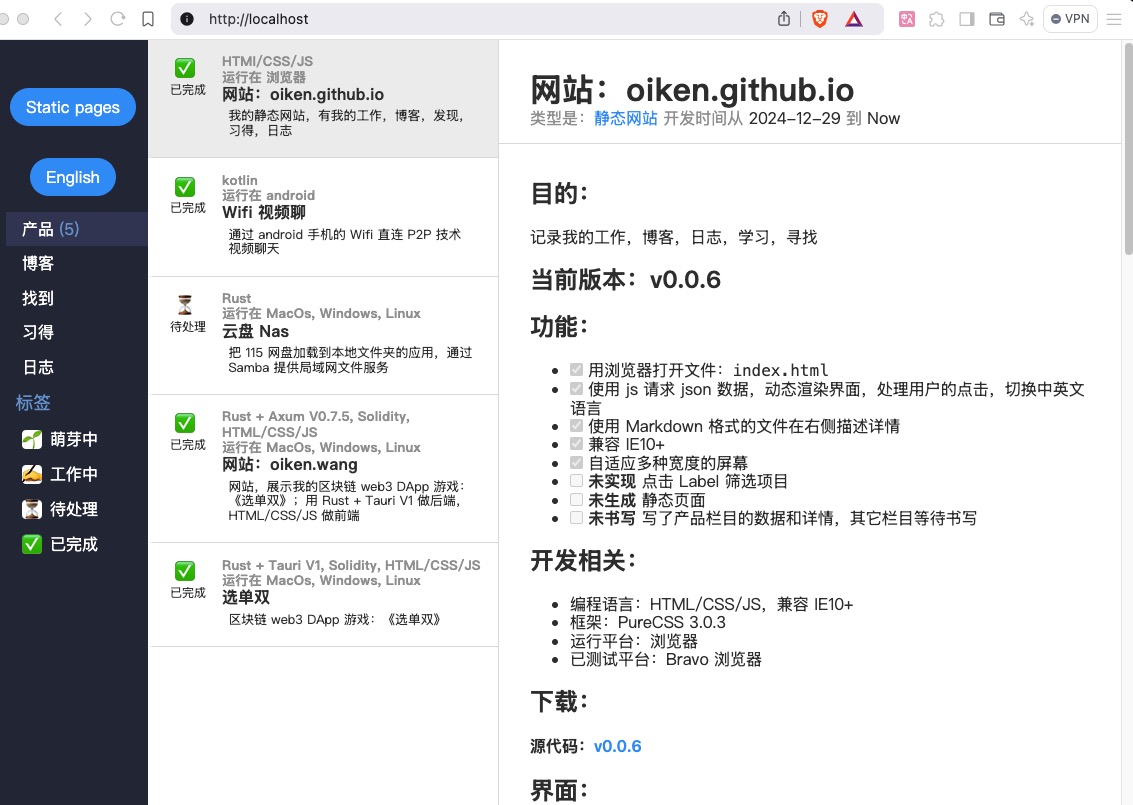 http://localhost
VPN
Static pages
English
产品 (5)
博客
找到
习得
日志
标签
萌芽中
工作中
待处理
已完成
已完成
HTMl/CSS/JS
运行在 浏览器
网站：oiken.github.io
我的静态网站，有我的工作，博客，发现，
习得，日志
已完成
kotlin
运行在 android
Wifi 视频聊
通过 android 手机的 Wifi 直连 P2P 技术
视频聊天
待处理
Rust
运行在 MacOs, Windows, Linux
云盘 Nas
把 115 网盘加载到本地文件夹的应用，通过
Samba 提供局域网文件服务
已完成
Rust + Axum V0.7.5, Solidity,
HTML/CSS/JS
运行在 MacOs, Windows, Linux
网站：oiken.wang
网站，展示我的区块链 web3 DApp 游戏：
《选单双》；用 Rust + Tauri V1 做后端，
HTML/CSS/JS 做前端
已完成
Rust + Tauri V1, Solidity, HTML/CSS/JS
运行在 MacOs, Windows, Linux
选单双
区块链 web3 DApp 游戏：《选单双》
网站：oiken.github.io
类型是：静态网站 开发时间从 2024-12-29 到 Now
目的：
记录我的工作，博客，日志，学习，寻找
当前版本：v0.0.6
功能：
用浏览器打开文件：index.html
使用 js 请求 json 数据，动态渲染界面，处理用户的点击，切换中英文
语言
使用 Markdown 格式的文件在右侧描述详情
兼容 IE10+
自适应多种宽度的屏幕
未实现 点击 Label 筛选项目
未生成 静态页面
未书写 写了产品栏目的数据和详情，其它栏目等待书写
开发相关：
编程语言：HTML/CSS/JS，兼容 IE10+
框架：PureCSS 3.0.3
运行平台：浏览器
已测试平台：Bravo 浏览器
下载：
源代码：v0.0.6
界面：